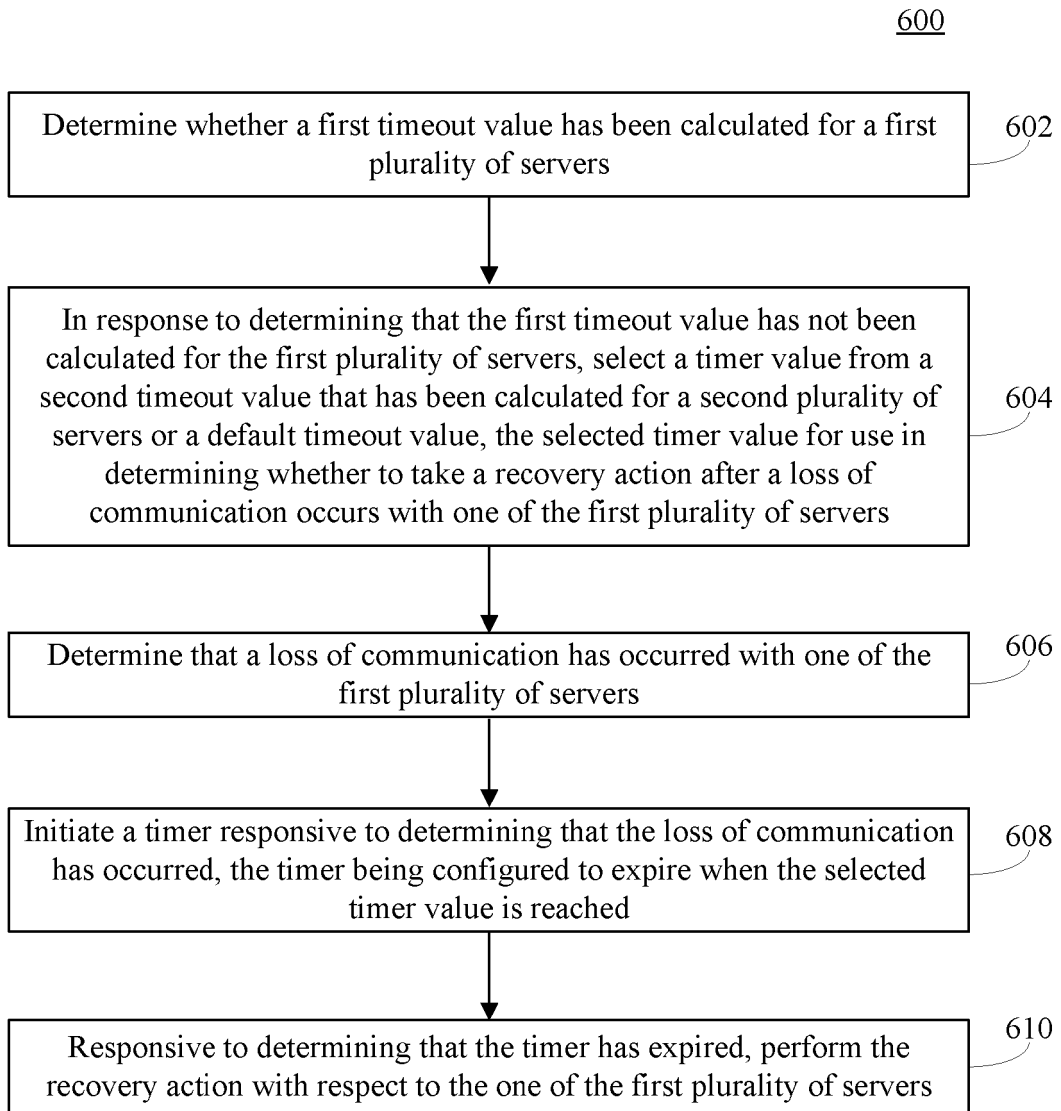 600
Determine whether a first timeout value has been calculated for a first
plurality of servers
602
In response to determining that the first timeout value has not been
calculated for the first plurality of servers, select a timer value from a
second timeout value that has been calculated for a second plurality of
servers or a default timeout value, the selected timer value for use in
determining whether to take a recovery action after a loss of
communication occurs with one of the first plurality of servers
604
Determine that a loss of communication has occurred with one of the
first plurality of servers
606
Initiate a timer responsive to determining that the loss of communication
has occurred, the timer being configured to expire when the selected
timer value is reached
608
Responsive to determining that the timer has expired, perform the
recovery action with respect to the one of the first plurality of servers
610